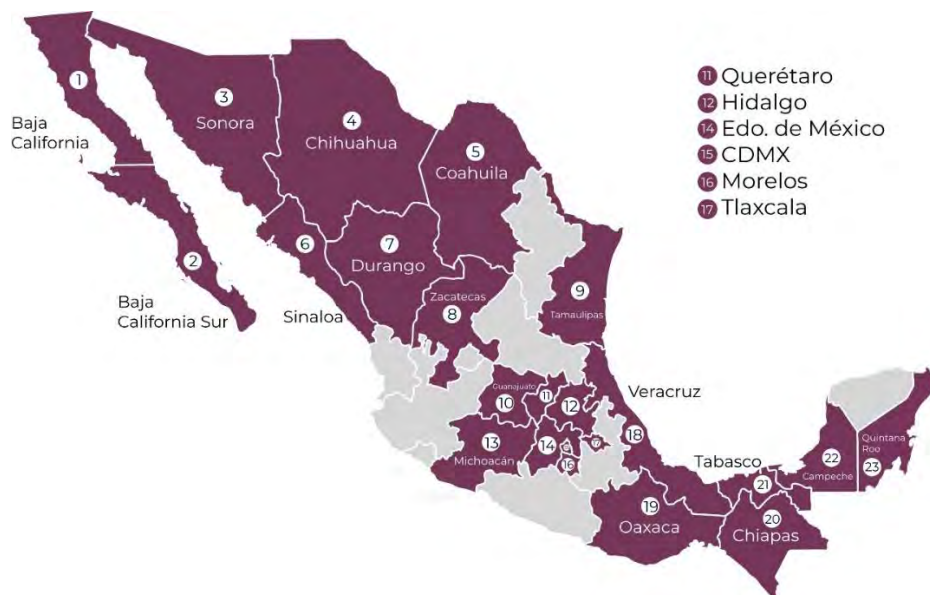 1
Baja
California
2
Baja
California Sur
3
Sonora
4
Chihuahua
5
Coahuila
6
Sinaloa
7
Durango
Zacatecas
8
9
Tamaulipas
Guanajuato
10
11
12
13
Michoacán
14
16
17
18
Veracruz
19
Oaxaca
20
Chiapas
Tabasco
21
22
Campeche
Quintana
Roo
23
11 Querétaro
12 Hidalgo
14 Edo. de México
15 CDMX
16 Morelos
17 Tlaxcala